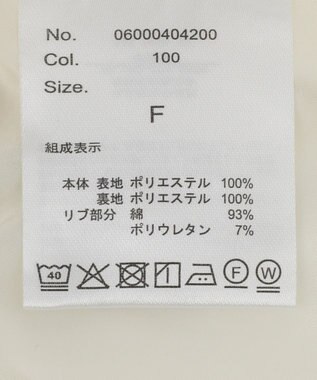 No. 06000404200
Col. 100
Size.
F
組成表示
本体 表地 ポリエステル 100%
裏地 ポリエステル 100%
リブ部分 綿 93%
ポリウレタン 7%
40 F W